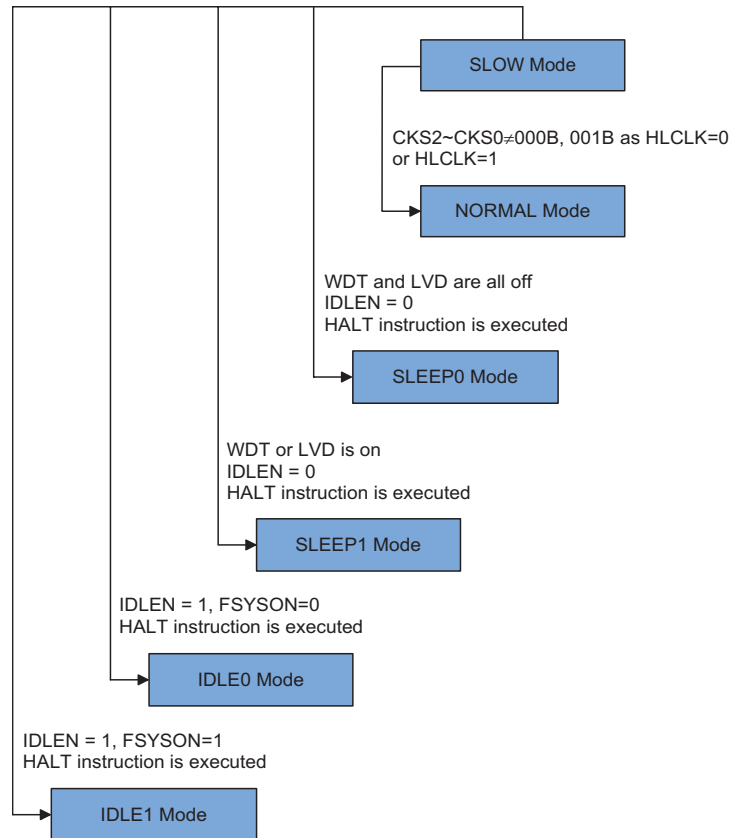 SLOW Mode
CKS2~CKS0≠000B, 001B as HLCLK=0
or HLCLK=1
NORMAL Mode
WDT and LVD are all off
IDLEN = 0
HALT instruction is executed
SLEEP0 Mode
WDT or LVD is on
IDLEN = 0
HALT instruction is executed
SLEEP1 Mode
IDLEN = 1, FSYSON=0
HALT instruction is executed
IDLE0 Mode
IDLEN = 1, FSYSON=1
HALT instruction is executed
IDLE1 Mode